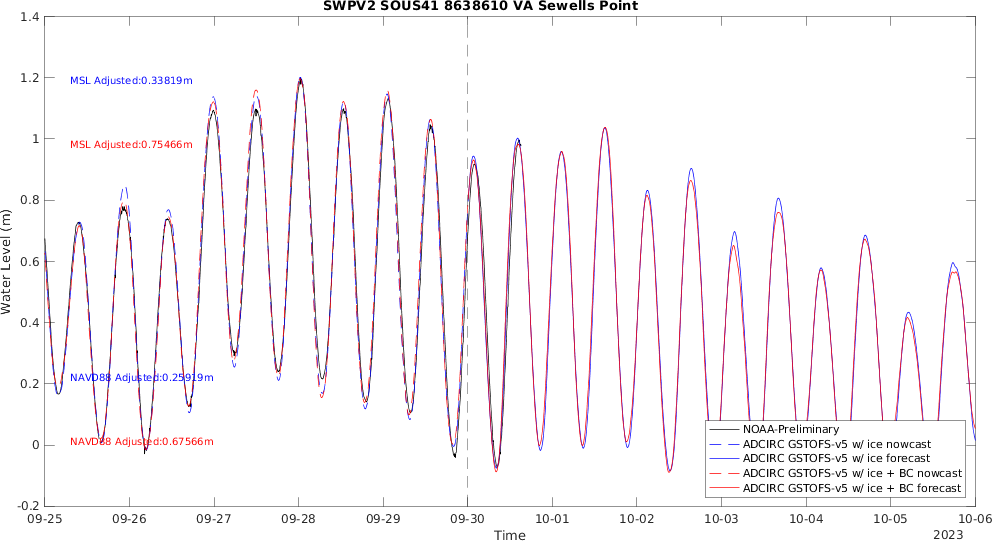 SWPV2 SOUS41 8638610 VA Sewells Point
1.4
1.2
1
0.8
0.6
0.4
0.2
0
-0.2
Water Level (m)
MSL Adjusted:0.33819m
MSL Adjusted:0.75466m
NAVD88 Adjusted:0.25919m
NAVD88 Adjusted:0.67566m
NOAA-Preliminary
ADCIRC GSTOFS-v5 w/ ice nowcast
ADCIRC GSTOFS-v5 w/ ice forecast
ADCIRC GSTOFS-v5 w/ ice + BC nowcast
ADCIRC GSTOFS-v5 w/ ice + BC forecast
09-25 09-26 09-27 09-28 09-29 09-30 10-01 10-02 10-03 10-04 10-05 10-06
Time
2023